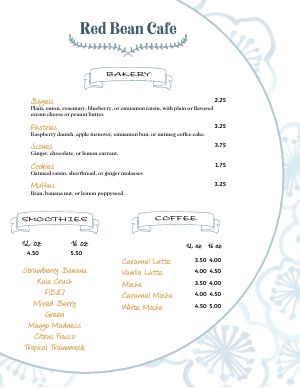 Red Bean Cafe
BAKERY
Bagels 2.25
Plain, onion, rosemary, blueberry, or cinnamon raisin, with plain or flavored
cream cheese or peanut butter
Pastries 3.25
Raspberry danish, apple turnover, cinnamon bun, or nutmeg coffee cake.
Scones 3.75
Ginger, chocolate, or lemon currant.
Cookies 1.75
Oatmeal raisin, shortbread, or ginger molasses
Muffins 3.25
Bran, banana nut, or lemon poppyseed.
SMOOTHIES
12 oz 16 oz
4.50 5.50
Strawberry Banana
Kale Crush
P.B.&J
Mixed Berry
Green
Mango Madness
Citrus Fiasco
Tropical Trainwreck
COFFEE
12 oz 16 oz
Caramel Latte 3.50 4.00
Vanilla Latte 4.00 4.50
Mocha 3.50 4.00
Caramel Mocha 4.00 4.50
White Mocha 4.50 5.00